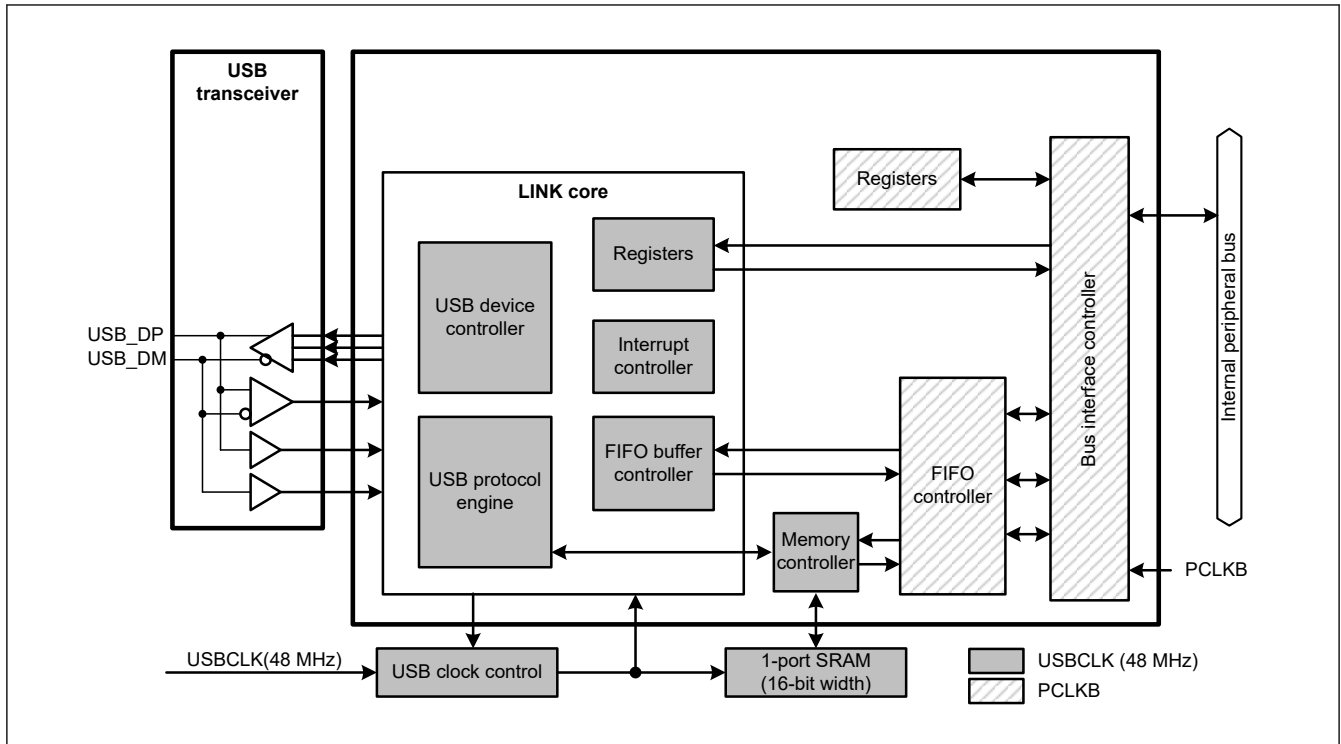 USB
transceiver
LINK core
Registers
Registers
USB device
controller
Interrupt
controller
USB_DP
USB_DM
USB protocol
engine
FIFO buffer
controller
FIFO
controller
Memory
controller
Bus interface controller
Internal peripheral bus
PCLKB
USBCLK(48 MHz)
USB clock control
1-port SRAM
(16-bit width)
USBCLK (48 MHz)
PCLKB